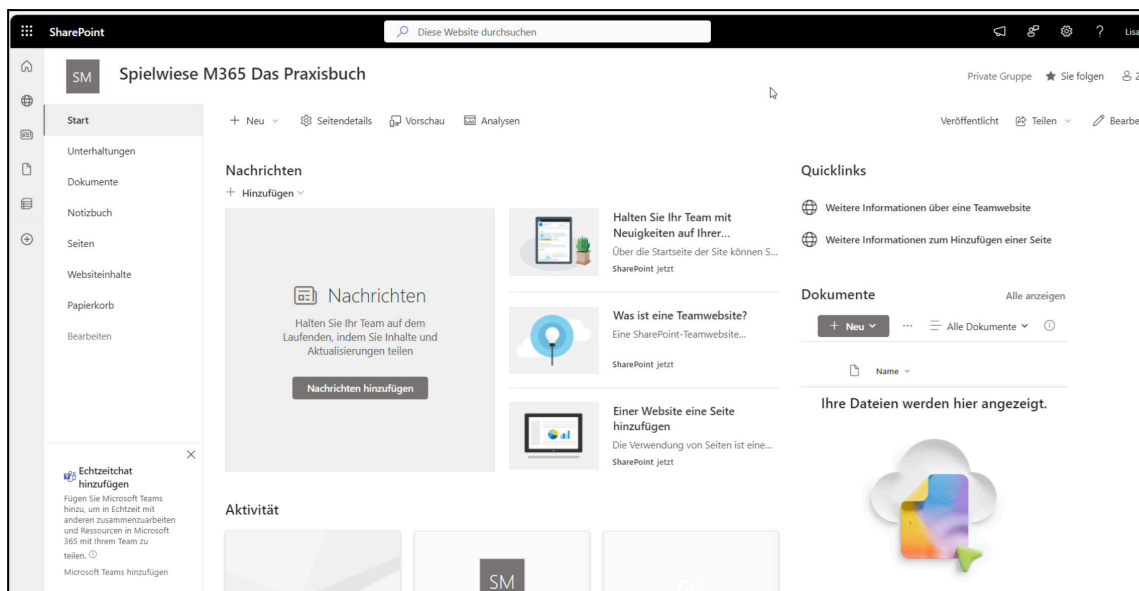 SharePoint
Diese Website durchsuchen
?
SM
Spielwiese M365 Das Praxisbuch
Private Gruppe
Sie folgen
Start
Unterhaltungen
Dokumente
Notizbuch
Seiten
Websiteinhalte
Papierkorb
Bearbeiten
+ Neu
Seitendetails
Vorschau
Analysen
Veröffentlicht
Teilen
Nachrichten
+ Hinzufügen
Nachrichten
Halten Sie Ihr Team auf dem
Laufenden, indem Sie Inhalte und
Aktualisierungen teilen
Nachrichten hinzufügen
Halten Sie Ihr Team mit
Neuigkeiten auf Ihrer...
Über die Startseite der Site können S...
SharePoint jetzt
Was ist eine Teamwebsite?
Eine SharePoint-Teamwebsite...
SharePoint jetzt
Einer Website eine Seite
hinzufügen
Die Verwendung von Seiten ist eine...
SharePoint jetzt
Quicklinks
Weitere Informationen über eine Teamwebsite
Weitere Informationen zum Hinzufügen einer Seite
Dokumente
Alle anzeigen
+ Neu
...
Alle Dokumente
Name
Ihre Dateien werden hier angezeigt.
Echtzeitchat
hinzufügen
Fügen Sie Microsoft Teams
hinzu, um in Echtzeit mit
anderen zusammenzuarbeiten
und Ressourcen in Microsoft
365 mit Ihrem Team zu
teilen.
Microsoft Teams hinzufügen
Aktivität
SM